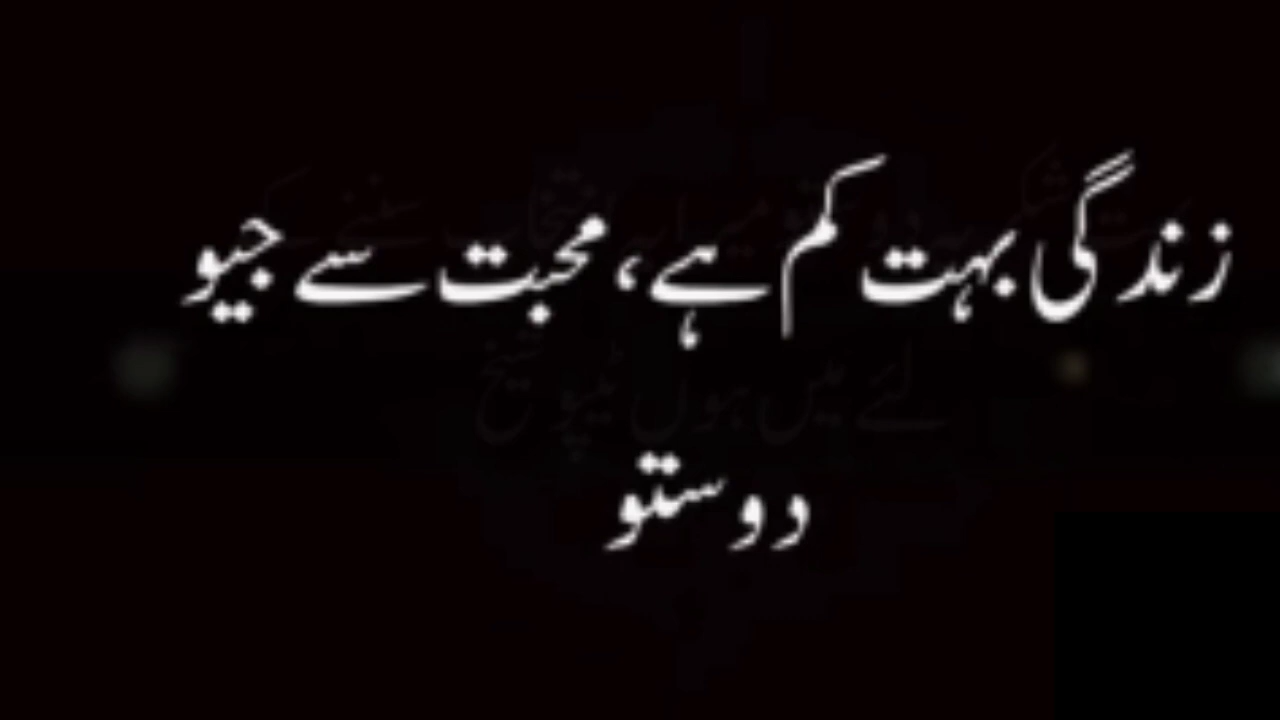 زندگی بہت کم ہے، محبت سے جیو
دوستو